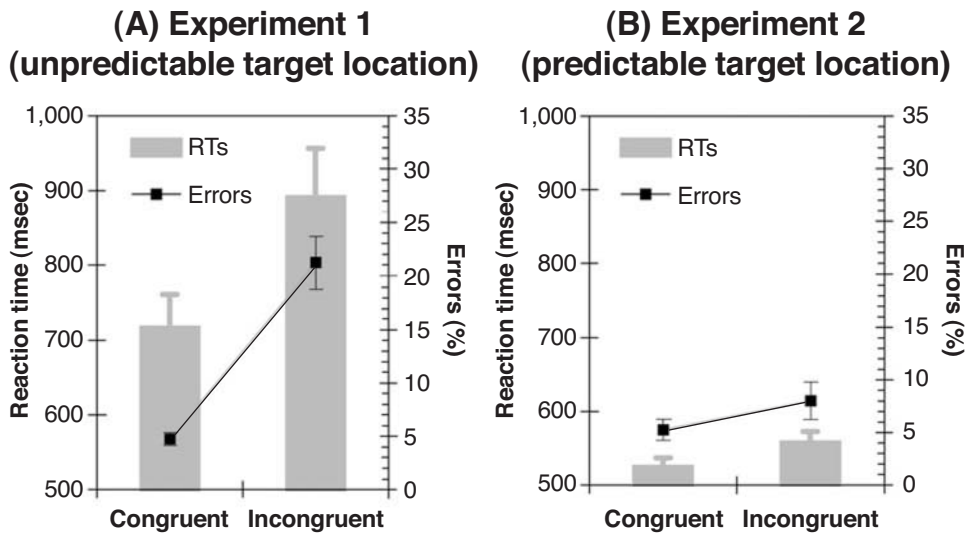 (A) Experiment 1
(unpredictable target location)
1,000
900
800
700
600
500
Reaction time (msec)
RTs
Errors
35
30
25
20
15
10
5
0
Errors (%)
Congruent Incongruent
(B) Experiment 2
(predictable target location)
1,000
900
800
700
600
500
Reaction time (msec)
RTs
Errors
35
30
25
20
15
10
5
0
Errors (%)
Congruent Incongruent